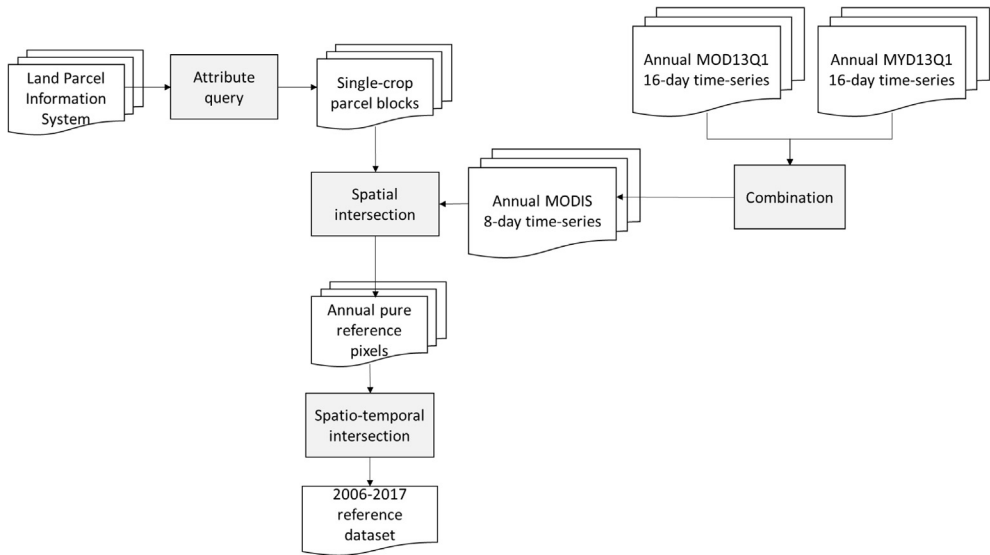 Land Parcel
Information
System
Attribute
query
Single-crop
parcel blocks
Annual MOD13Q1
16-day time-series
Annual MYD13Q1
16-day time-series
Spatial
intersection
Annual MODIS
8-day time-series
Combination
Annual pure
reference
pixels
Spatio-temporal
intersection
2006-2017
reference
dataset